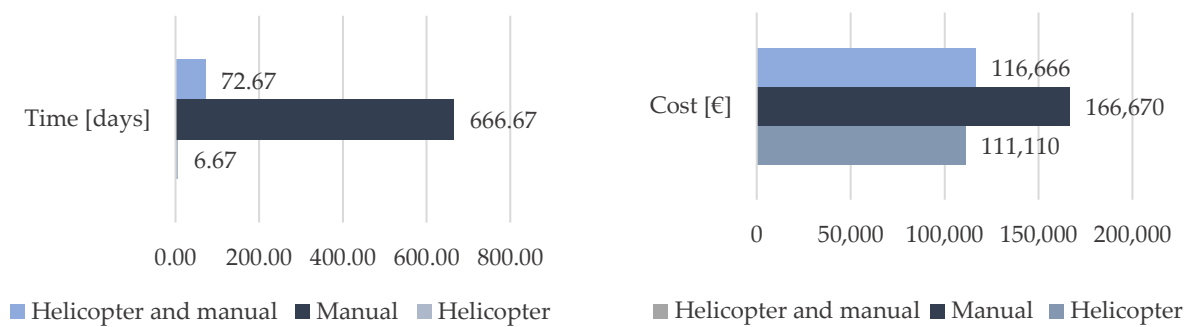 72.67
Time [days]
666.67
6.67
0.00 200.00 400.00 600.00 800.00
Helicopter and manual Manual Helicopter
116,666
Cost [€]
166,670
111,110
0 50,000 100,000 150,000 200,000
Helicopter and manual Manual Helicopter